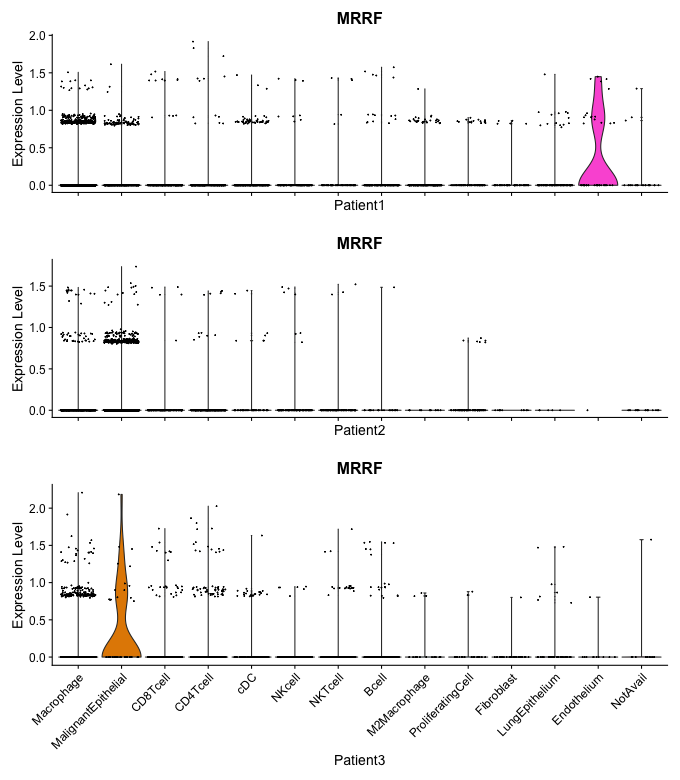 MRRF
Expression Level
2.0
1.5
1.0
0.5
0.0
Patient1
MRRF
Expression Level
1.5
1.0
0.5
0.0
Patient2
MRRF
Expression Level
2.0
1.5
1.0
0.5
0.0
Macrophage
MalignantEpithelial
CD8Tcell
CD4Tcell
cDC
NKcell
NKTcell
Bcell
M2Macrophage
ProliferatingCell
Fibroblast
LungEpithelium
Endothelium
NotAvail
Patient3